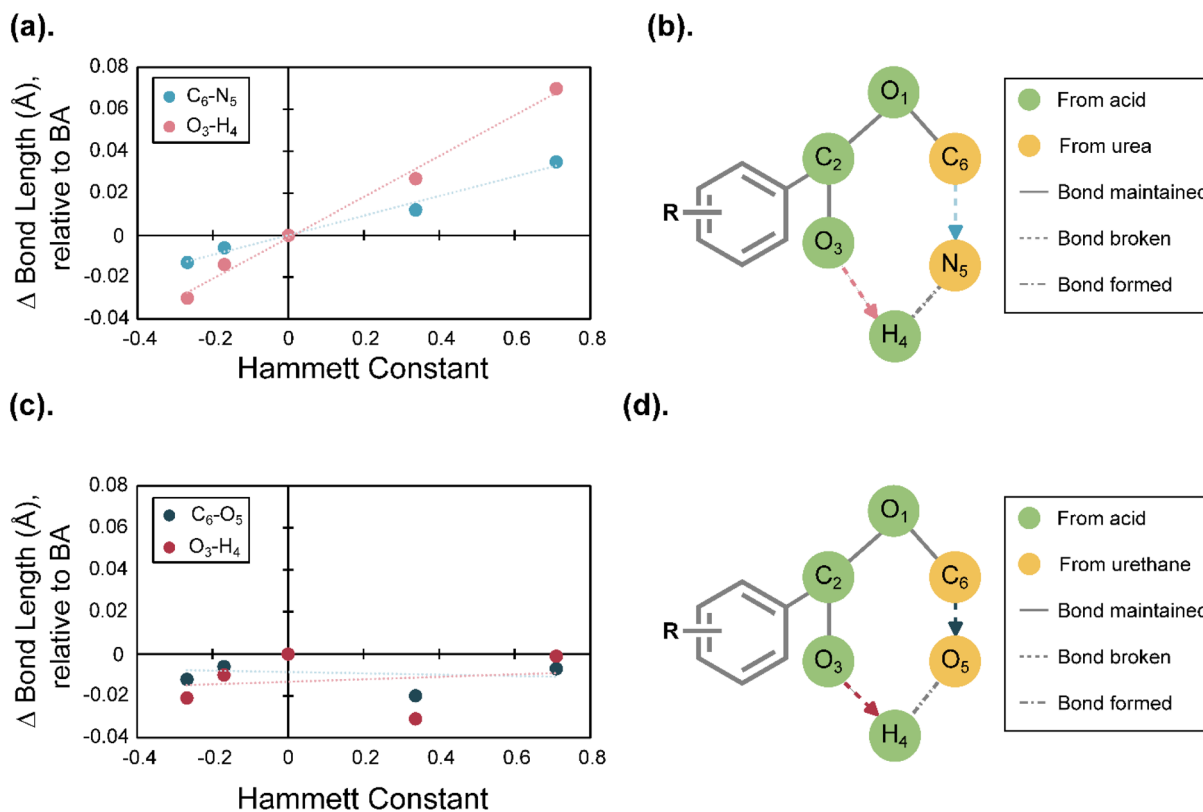 (a).
Δ Bond Length (Å),
relative to BA
0.08
0.06
0.04
0.02
0
-0.02
-0.04
C6-N5
O3-H4
-0.4
-0.2
0
0.2
0.4
0.6
0.8
Hammett Constant
(b).
O1
C2
C6
R
O3
N5
H4
From acid
From urea
Bond maintained
Bond broken
Bond formed
(c).
Δ Bond Length (Å),
relative to BA
0.08
0.06
0.04
0.02
0
-0.02
-0.04
C6-O5
O3-H4
-0.4
-0.2
0
0.2
0.4
0.6
0.8
Hammett Constant
(d).
O1
C2
C6
R
O3
O5
H4
From acid
From urethane
Bond maintained
Bond broken
Bond formed